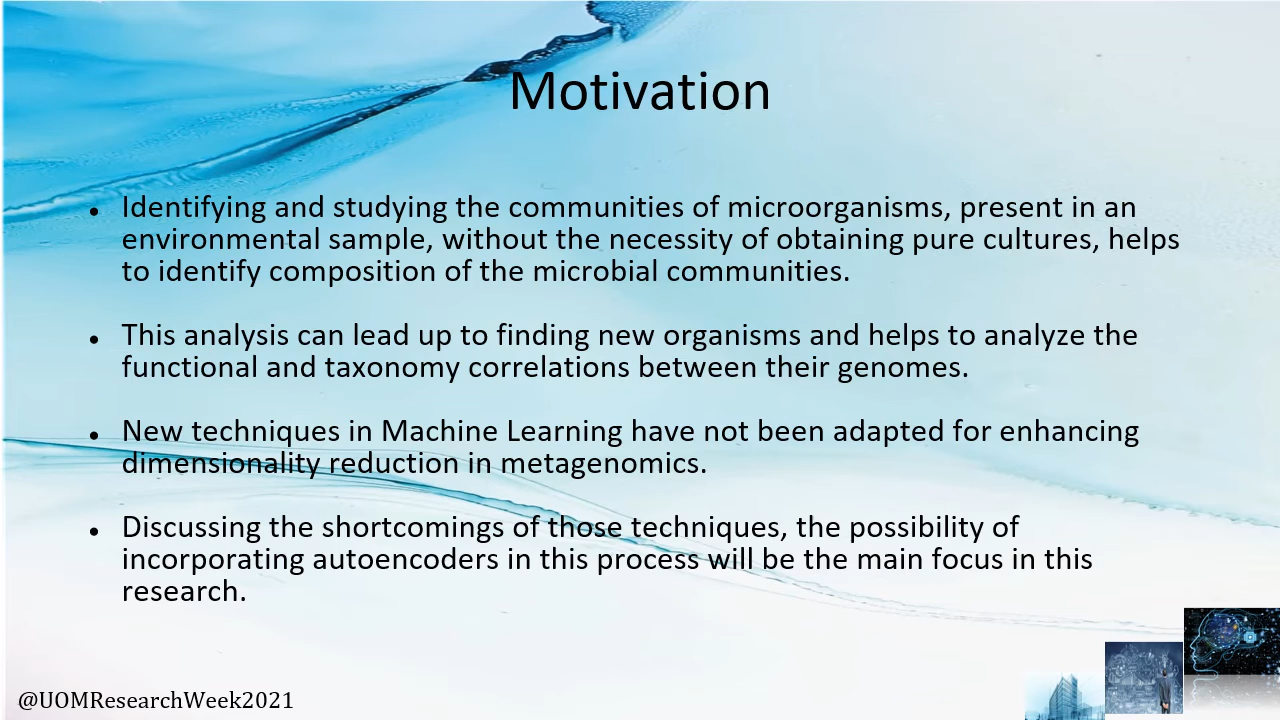 Motivation
• Identifying and studying the communities of microorganisms, present in an
environmental sample, without the necessity of obtaining pure cultures, helps
to identify composition of the microbial communities.
• This analysis can lead up to finding new organisms and helps to analyze the
functional and taxonomy correlations between their genomes.
• New techniques in Machine Learning have not been adapted for enhancing
dimensionality reduction in metagenomics.
• Discussing the shortcomings of those techniques, the possibility of
incorporating autoencoders in this process will be the main focus in this
research.
@UOMResearchWeek2021